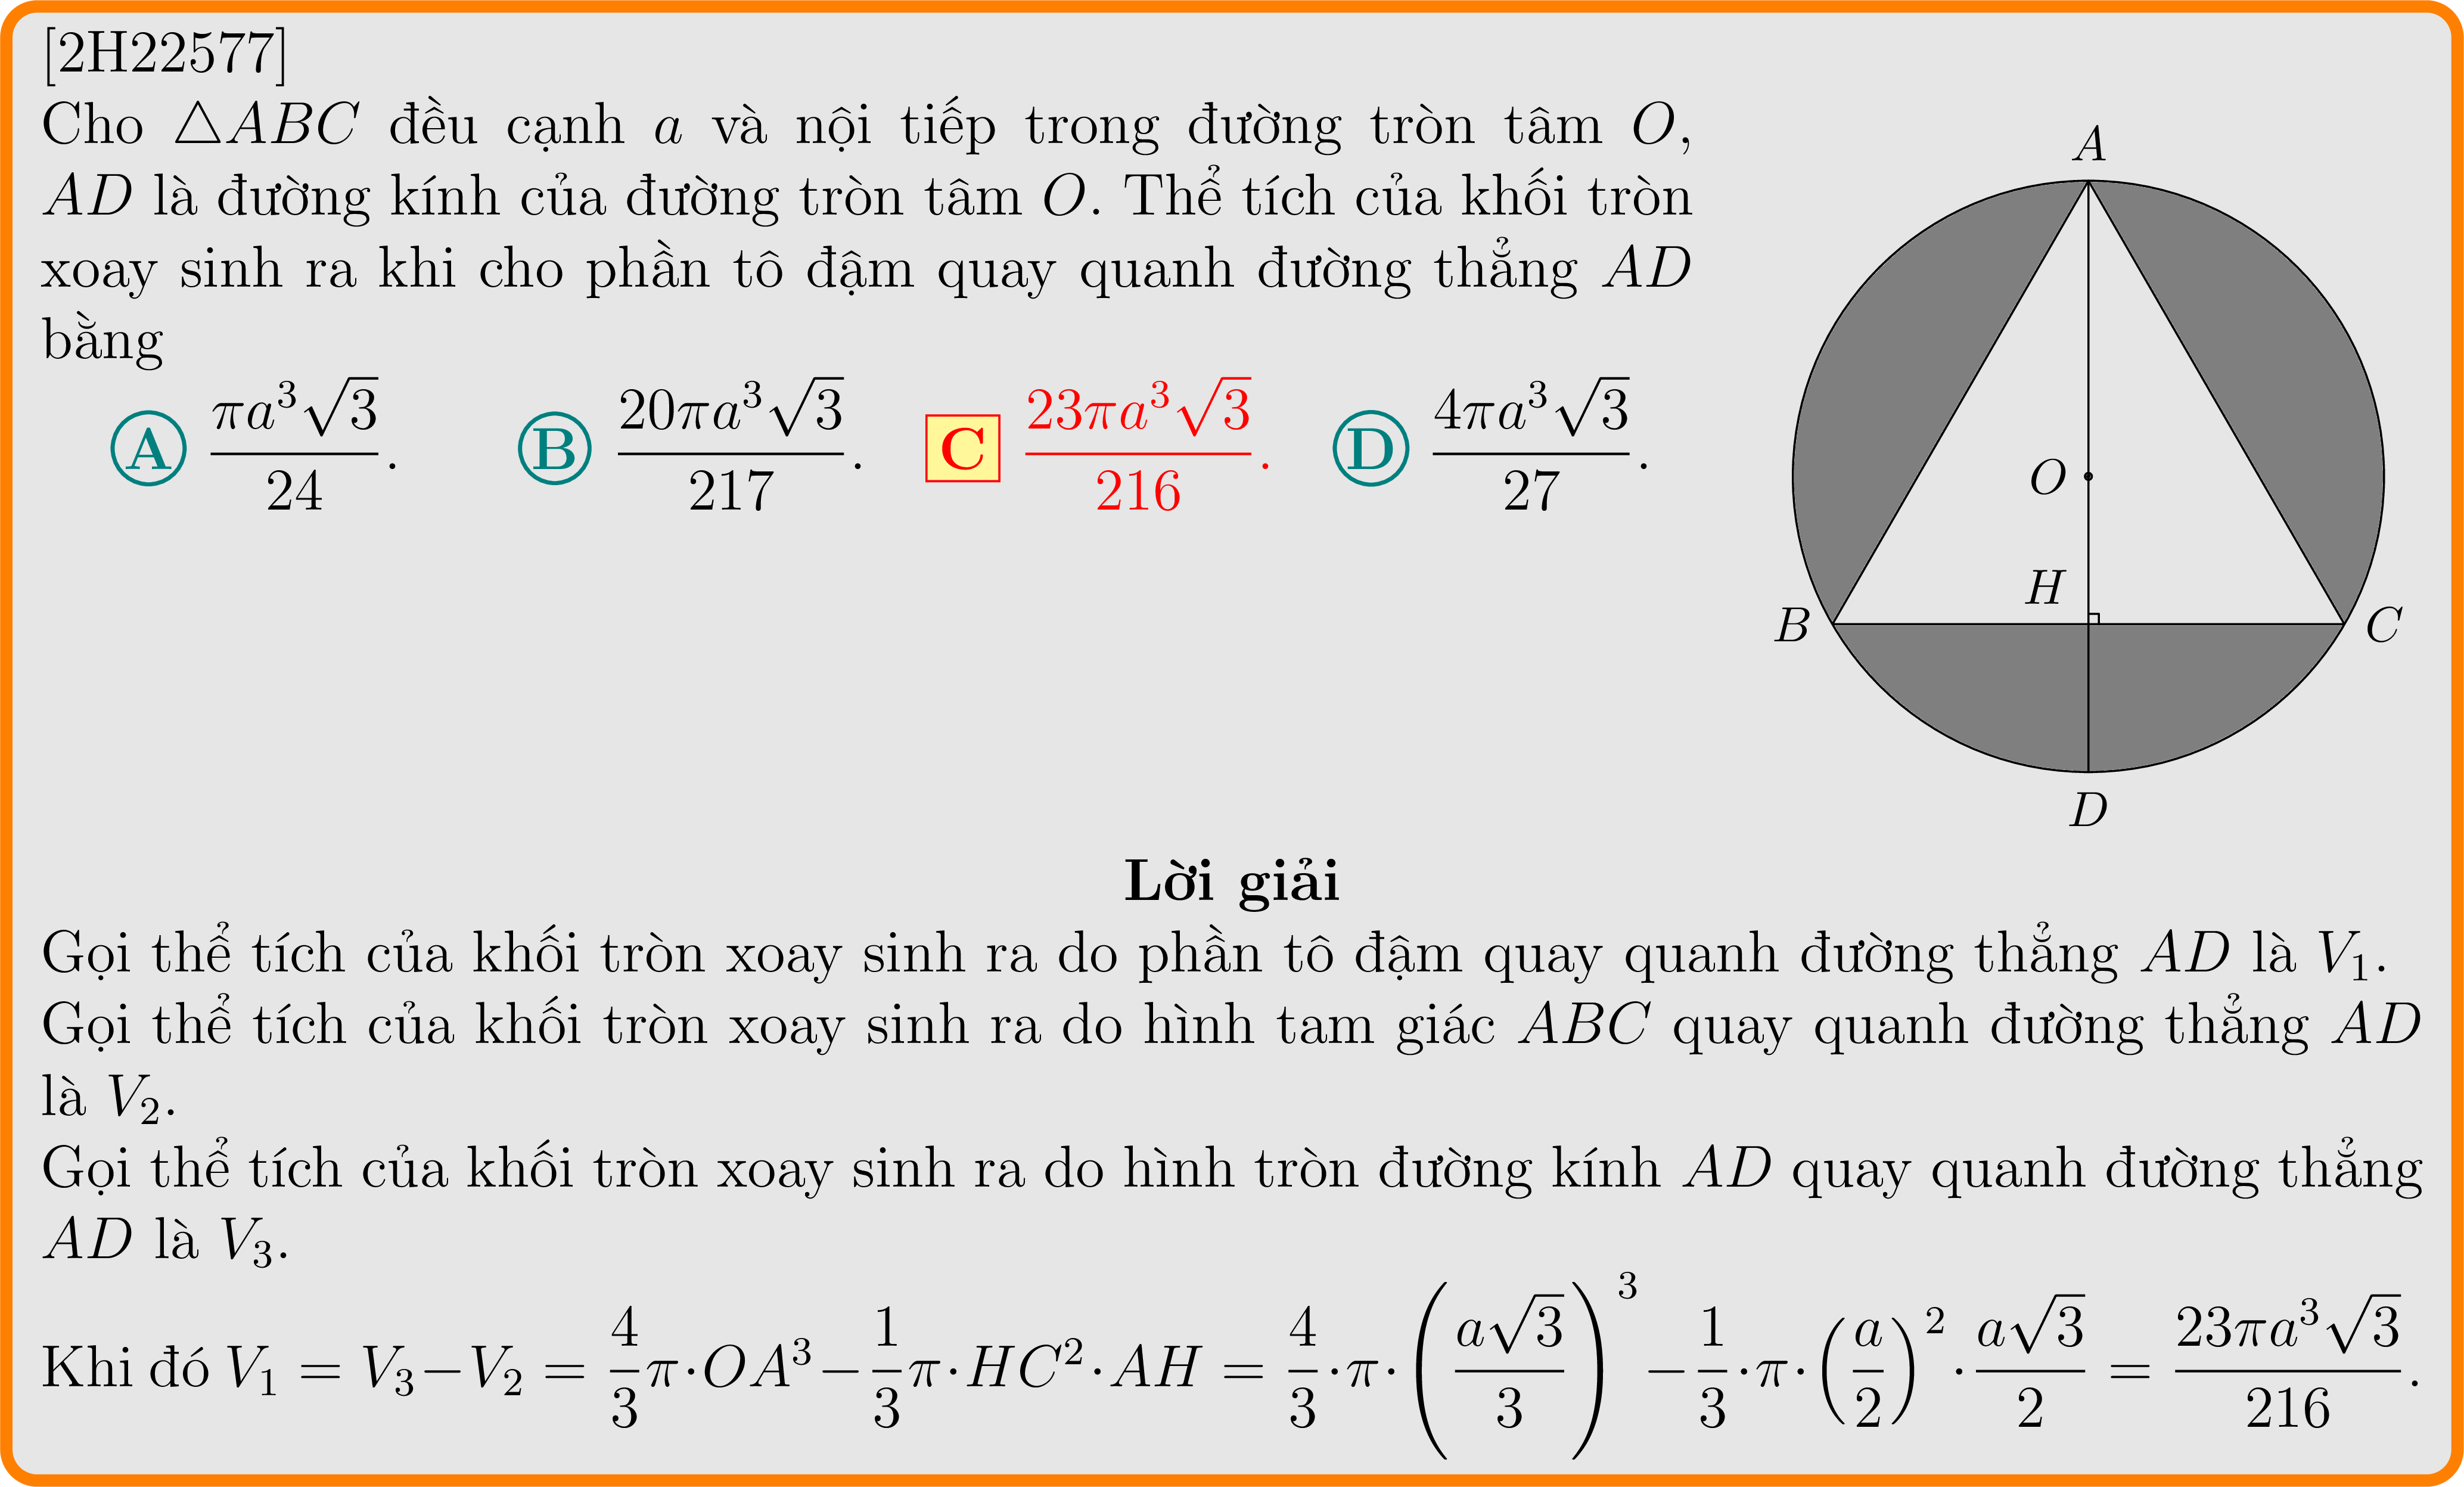 [2H22577]
Cho △ABC đều cạnh a và nội tiếp trong đường tròn tâm O,
AD là đường kính của đường tròn tâm O. Thể tích của khối tròn
xoay sinh ra khi cho phần tô đậm quay quanh đường thẳng AD
bằng
A $\frac{\pi a^3\sqrt{3}}{24}$. B $\frac{20\pi a^3\sqrt{3}}{217}$. C $\frac{23\pi a^3\sqrt{3}}{216}$. D $\frac{4\pi a^3\sqrt{3}}{27}$.
A
O
H
B
C
D
Lời giải
Gọi thể tích của khối tròn xoay sinh ra do phần tô đậm quay quanh đường thẳng AD là V₁.
Gọi thể tích của khối tròn xoay sinh ra do hình tam giác ABC quay quanh đường thẳng AD
là V₂.
Gọi thể tích của khối tròn xoay sinh ra do hình tròn đường kính AD quay quanh đường thẳng
AD là V₃.
Khi đó $V_1 = V_3 - V_2 = \frac{4}{3}\pi \cdot OA^3 - \frac{1}{3}\pi \cdot HC^2 \cdot AH = \frac{4}{3} \cdot \pi \cdot \left(\frac{a\sqrt{3}}{3}\right)^3 - \frac{1}{3} \cdot \pi \cdot \left(\frac{a}{2}\right)^2 \cdot \frac{a\sqrt{3}}{2} = \frac{23\pi a^3\sqrt{3}}{216}$.